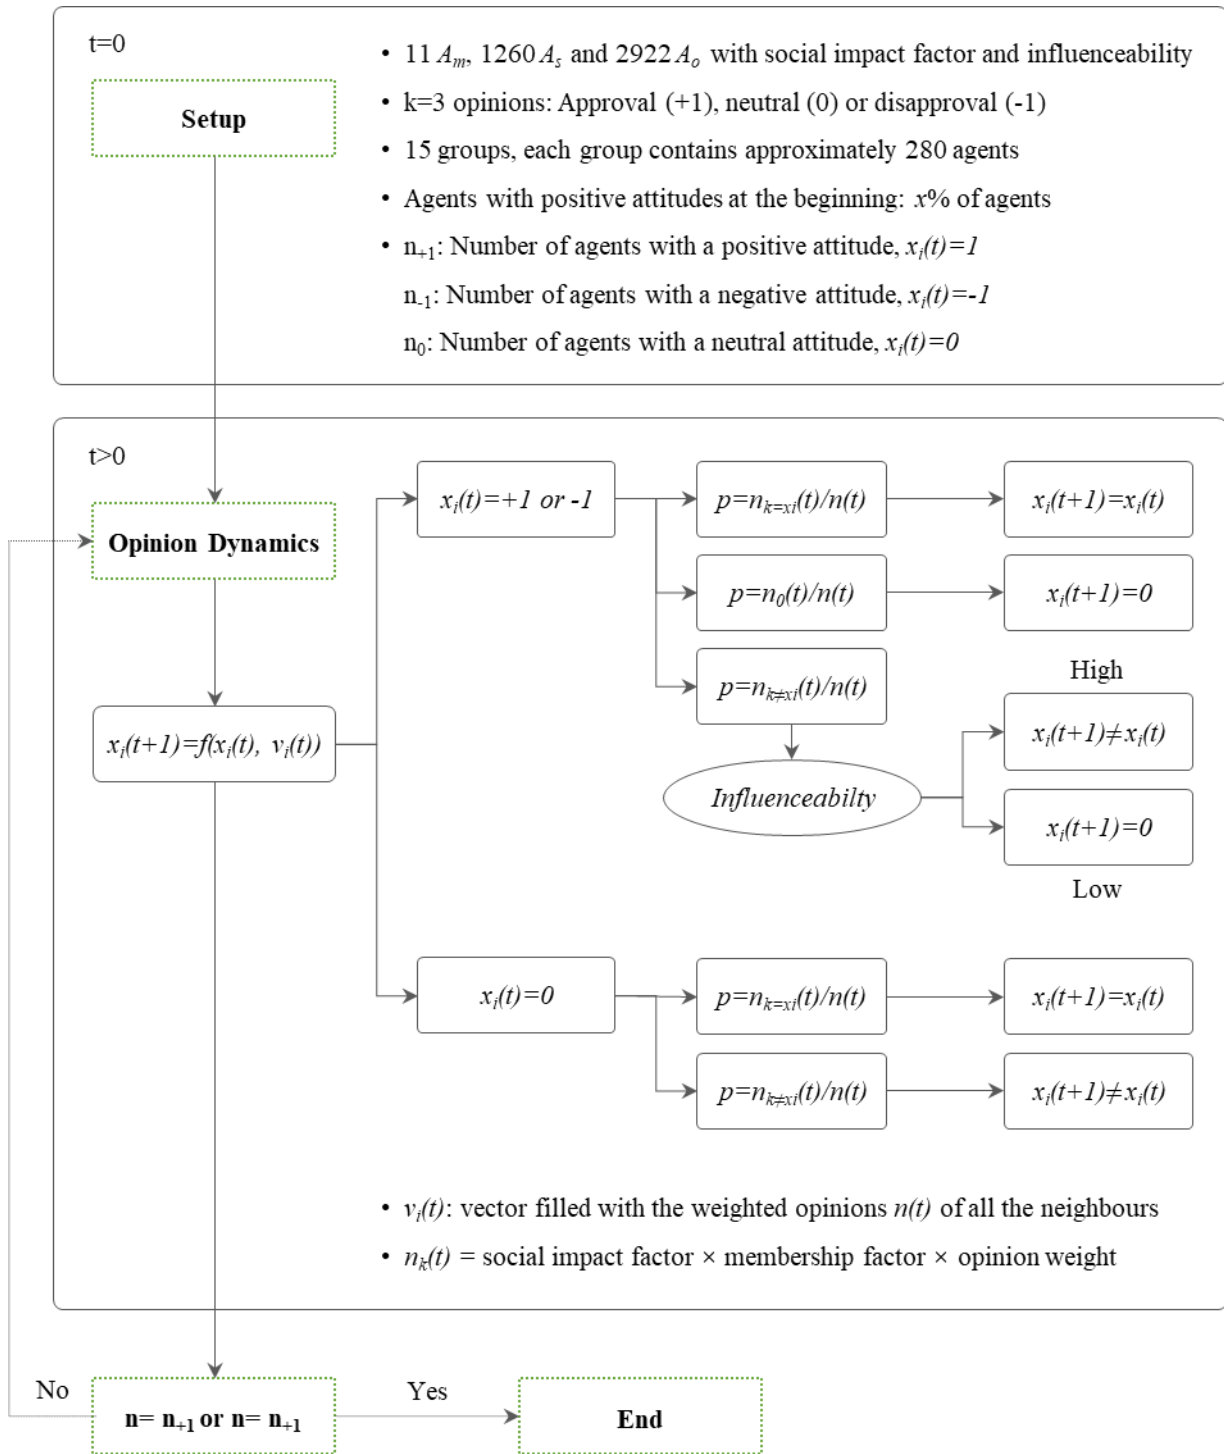 t=0
Setup
• 11 Aₘ, 1260 Aₛ and 2922 Aₒ with social impact factor and influenceability
• k=3 opinions: Approval (+1), neutral (0) or disapproval (-1)
• 15 groups, each group contains approximately 280 agents
• Agents with positive attitudes at the beginning: x% of agents
• n₊₁: Number of agents with a positive attitude, xᵢ(t)=1
n₋₁: Number of agents with a negative attitude, xᵢ(t)=-1
n₀: Number of agents with a neutral attitude, xᵢ(t)=0
t>0
Opinion Dynamics
xᵢ(t+1)=f(xᵢ(t), vᵢ(t))
xᵢ(t)=+1 or -1
p=n_{k=xi}(t)/n(t)
xᵢ(t+1)=xᵢ(t)
p=n₀(t)/n(t)
xᵢ(t+1)=0
p=n_{k≠xi}(t)/n(t)
High
Influenceabilty
xᵢ(t+1)≠xᵢ(t)
xᵢ(t+1)=0
Low
xᵢ(t)=0
p=n_{k=xi}(t)/n(t)
xᵢ(t+1)=xᵢ(t)
p=n_{k≠xi}(t)/n(t)
xᵢ(t+1)≠xᵢ(t)
• vᵢ(t): vector filled with the weighted opinions n(t) of all the neighbours
• nₖ(t) = social impact factor × membership factor × opinion weight
No
n= n₊₁ or n= n₊₁
Yes
End